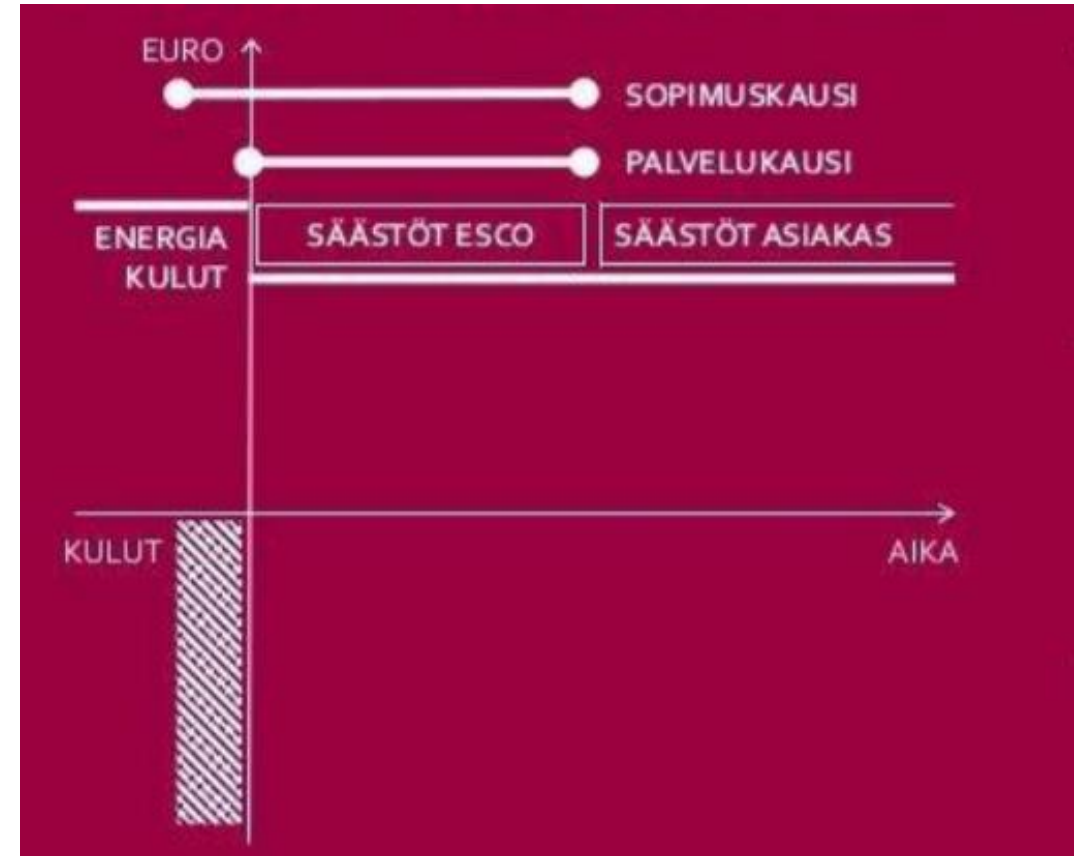 EURO
SOPIMUSKAUSI
PALVELUKAUSI
ENERGIA
KULUT
SÄÄSTÖT ESCO
SÄÄSTÖT ASIAKAS
KULUT
AIKA